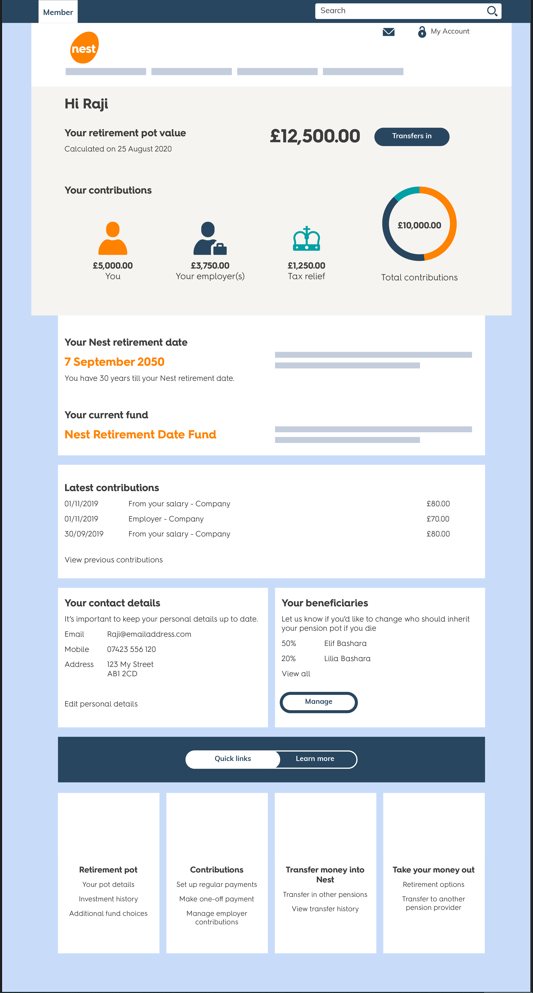 Member
Search
nest
My Account
Hi Raji
Your retirement pot value
£12,500.00
Transfers in
Calculated on 25 August 2020
Your contributions
£10,000.00
£5,000.00
You
£3,750.00
Your employer(s)
£1,250.00
Tax relief
Total contributions
Your Nest retirement date
7 September 2050
You have 30 years till your Nest retirement date.
Your current fund
Nest Retirement Date Fund
Latest contributions
01/11/2019 From your salary - Company £80.00
01/11/2019 Employer - Company £70.00
30/09/2019 From your salary - Company £80.00
View previous contributions
Your contact details
It's important to keep your personal details up to date.
Email Raji@emailaddress.com
Mobile 07423 556 120
Address 123 My Street
AB1 2CD
Edit personal details
Your beneficiaries
Let us know if you'd like to change who should inherit
your pension pot if you die
50% Elif Bashara
20% Lilia Bashara
View all
Manage
Quick links
Learn more
Retirement pot
Your pot details
Investment history
Additional fund choices
Contributions
Set up regular payments
Make one-off payment
Manage employer
contributions
Transfer money into
Nest
Transfer in other pensions
View transfer history
Take your money out
Retirement options
Transfer to another
pension provider